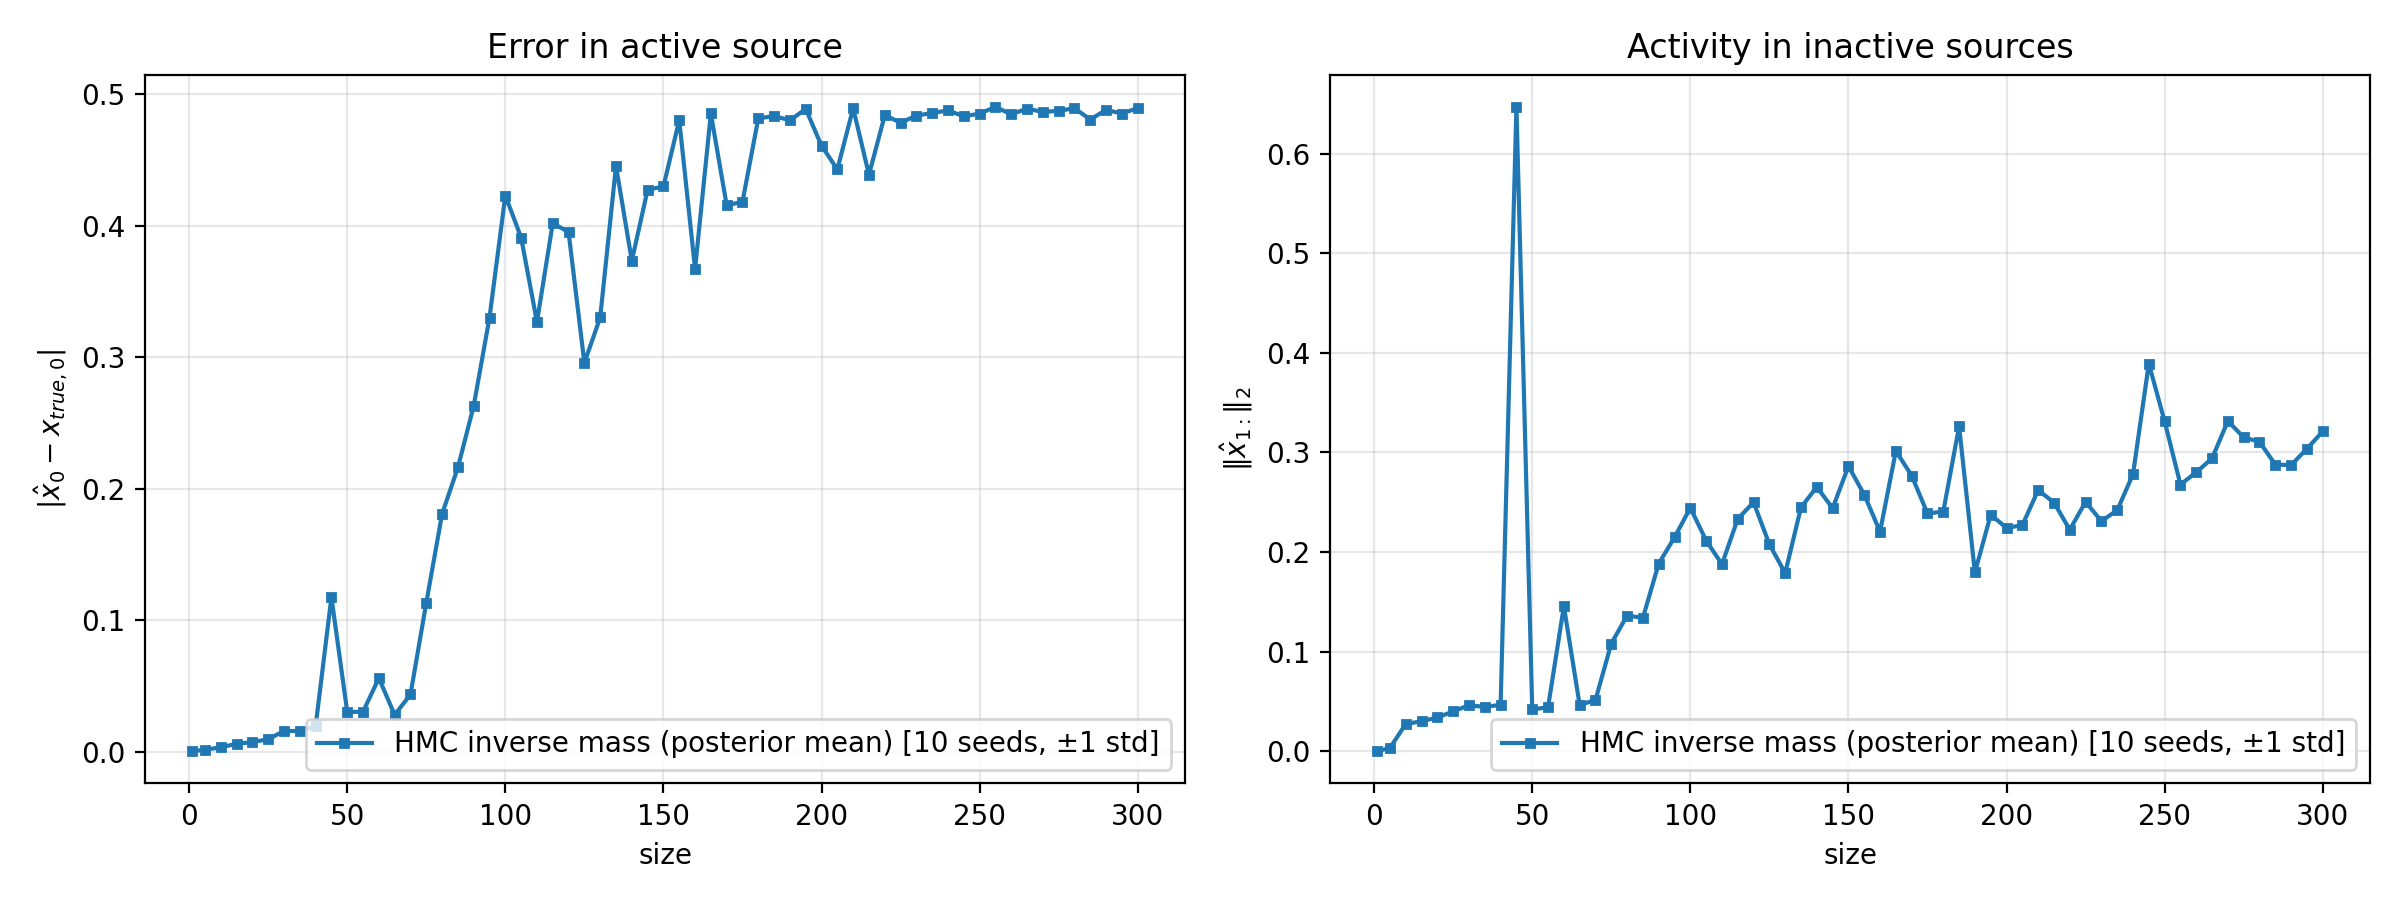 Error in active source
0.5
0.4
0.3
0.2
0.1
0.0
|x̂₀ − x_{true,0}|
HMC inverse mass (posterior mean) [10 seeds, ±1 std]
0 50 100 150 200 250 300
size
Activity in inactive sources
0.6
0.5
0.4
0.3
0.2
0.1
0.0
‖x̂₁:‖₂
HMC inverse mass (posterior mean) [10 seeds, ±1 std]
0 50 100 150 200 250 300
size